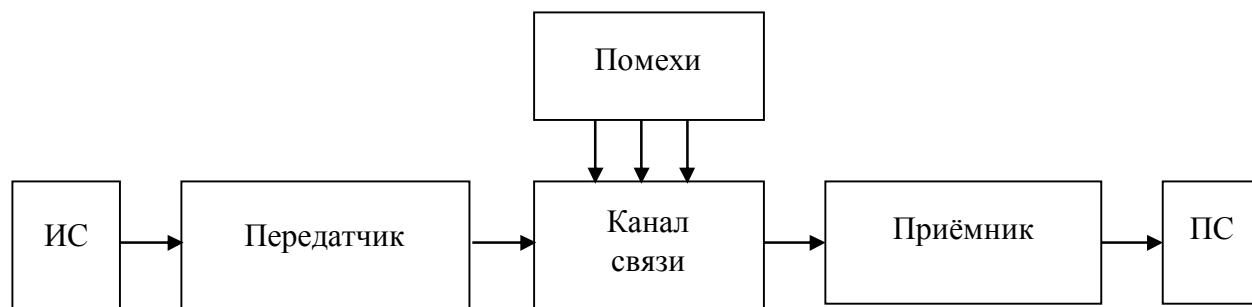 Помехи
ИС
Передатчик
Канал
связи
Приёмник
ПС